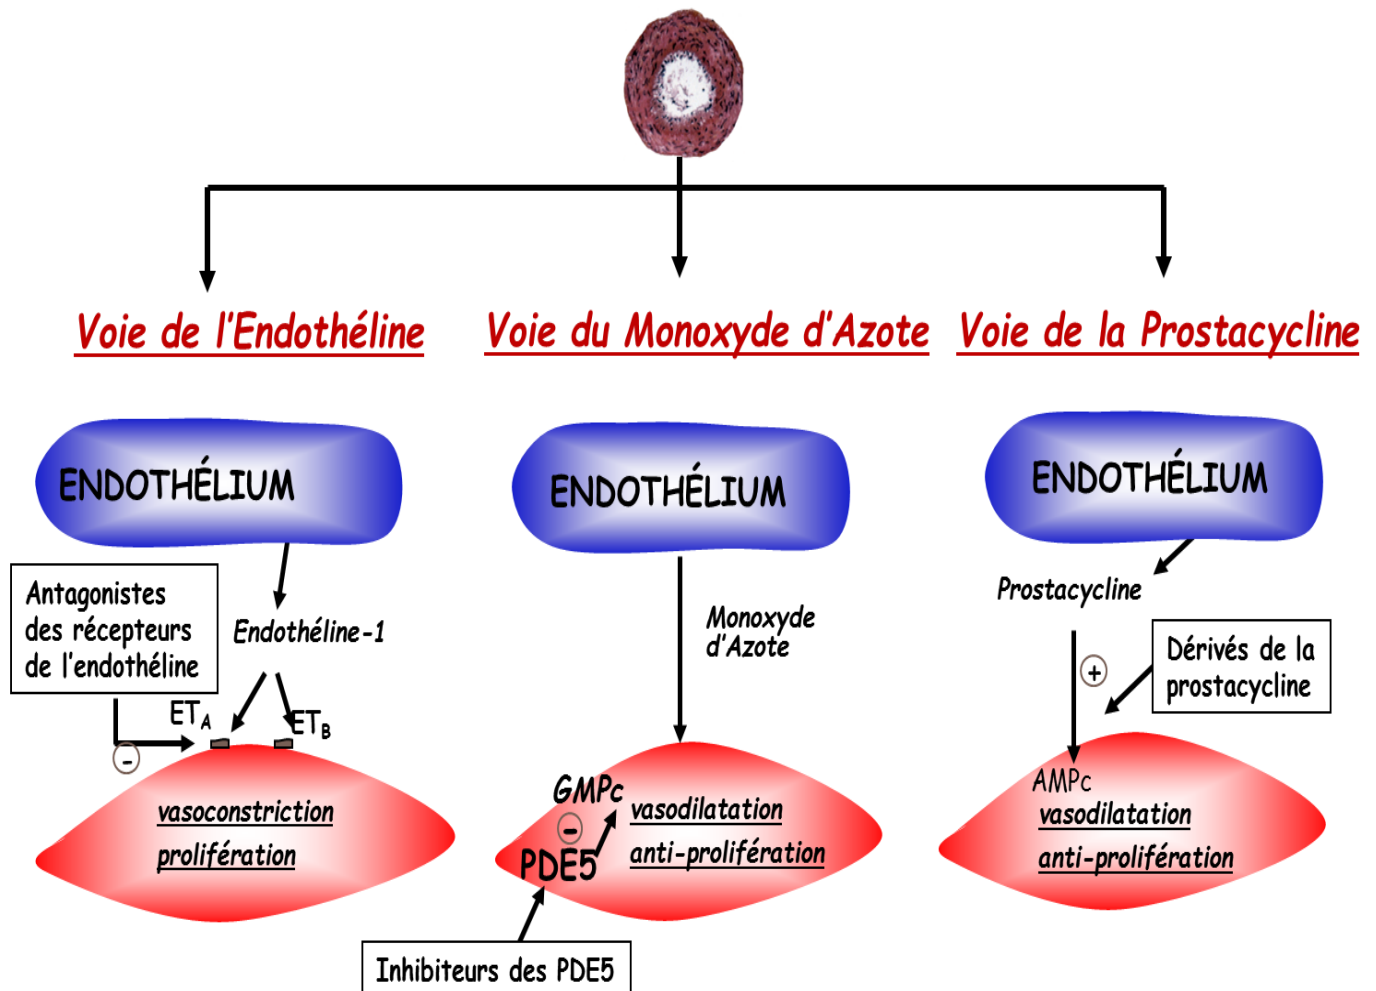 Voie de l'Endothéline
Voie du Monoxyde d'Azote
Voie de la Prostacycline
ENDOTHÉLIUM
Antagonistes
des récepteurs
de l'endothéline
Endothéline-1
ETA
ETB
-
vasoconstriction
prolifération
ENDOTHÉLIUM
Monoxyde
d'Azote
GMPc
-
PDE5
vasodilatation
anti-prolifération
Inhibiteurs des PDE5
ENDOTHÉLIUM
Prostacycline
+
Dérivés de la
prostacycline
AMPc
vasodilatation
anti-prolifération